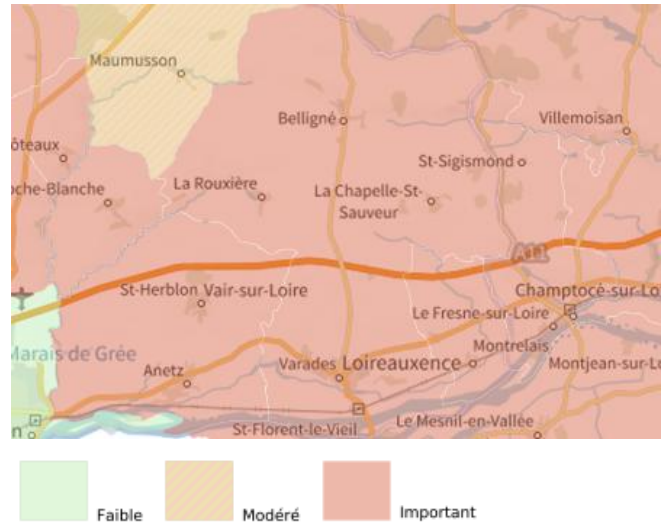 Maumusson
Belligné
Villemoisan
ôteaux
St-Sigismond
oche-Blanche
La Rouxière
La Chapelle-St-
Sauveur
A11
St-Herblon Vair-sur-Loire
Champtocé-sur-Lo
Le Fresne-sur-Loire
Marais de Grée
Montrelais
Anetz
Varades Loireauxence
Montjean-sur-Lo
n
St-Florent-le-Vieil
Le Mesnil-en-Vallée
Faible
Modéré
Important